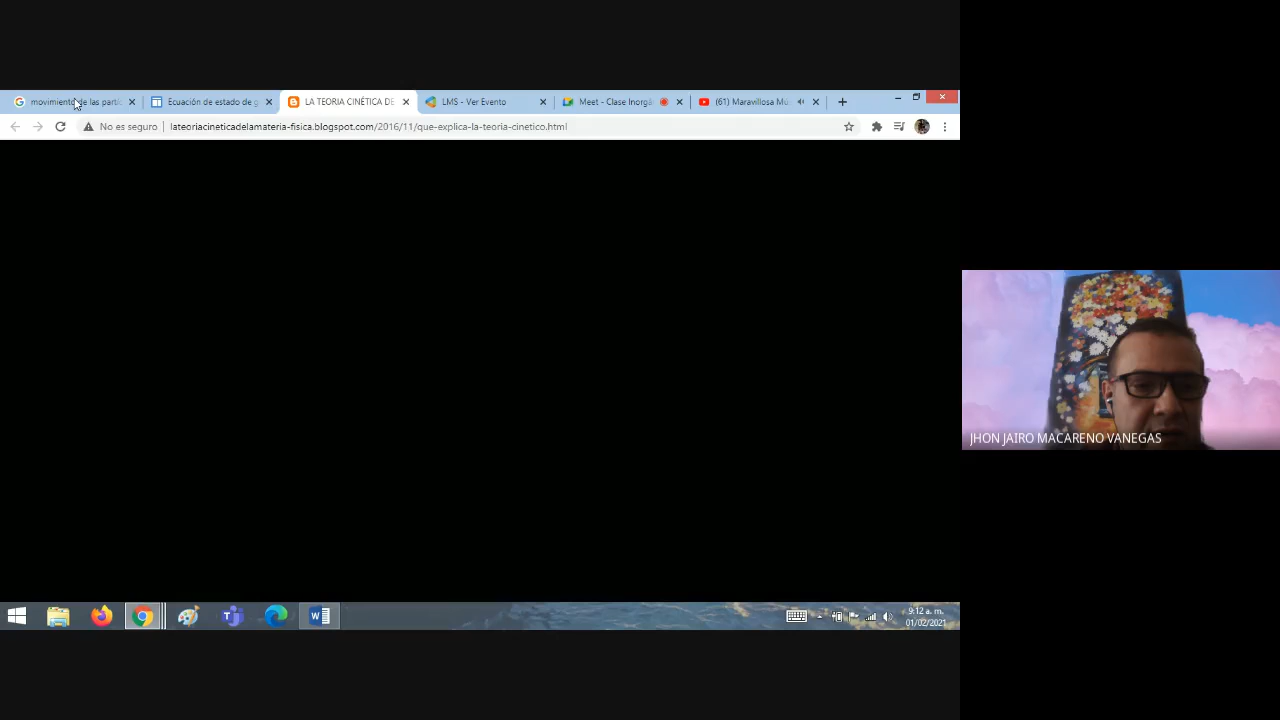 movimiento de las partíc
Ecuación de estado de g
LA TEORIA CINÉTICA DE
LMS - Ver Evento
Meet - Clase Inorgá
(61) Maravillosa Mú
No es seguro
lateoriacineticadelamateria-fisica.blogspot.com/2016/11/que-explica-la-teoria-cinetico.html
JHON JAIRO MACARENO VANEGAS
9:12 a. m.
01/02/2021